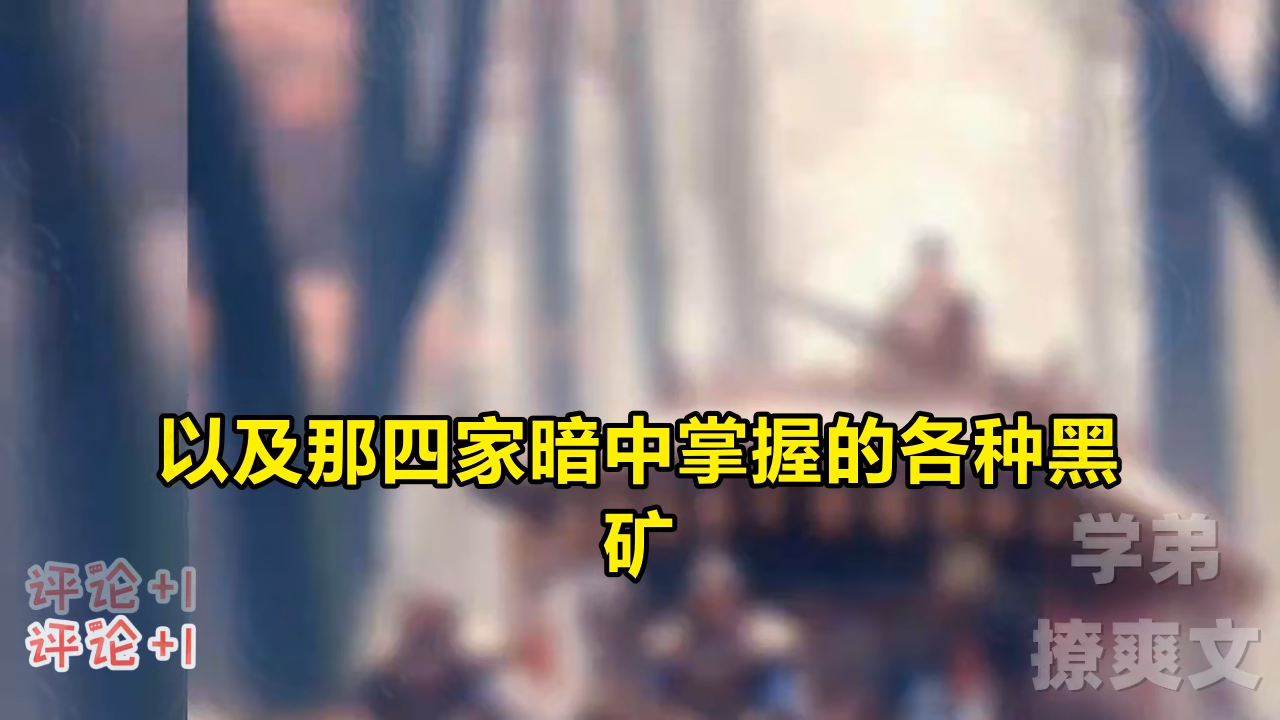 以及那四家暗中掌握的各种黑
矿
学弟
撩爽文
评论+1
评论+1